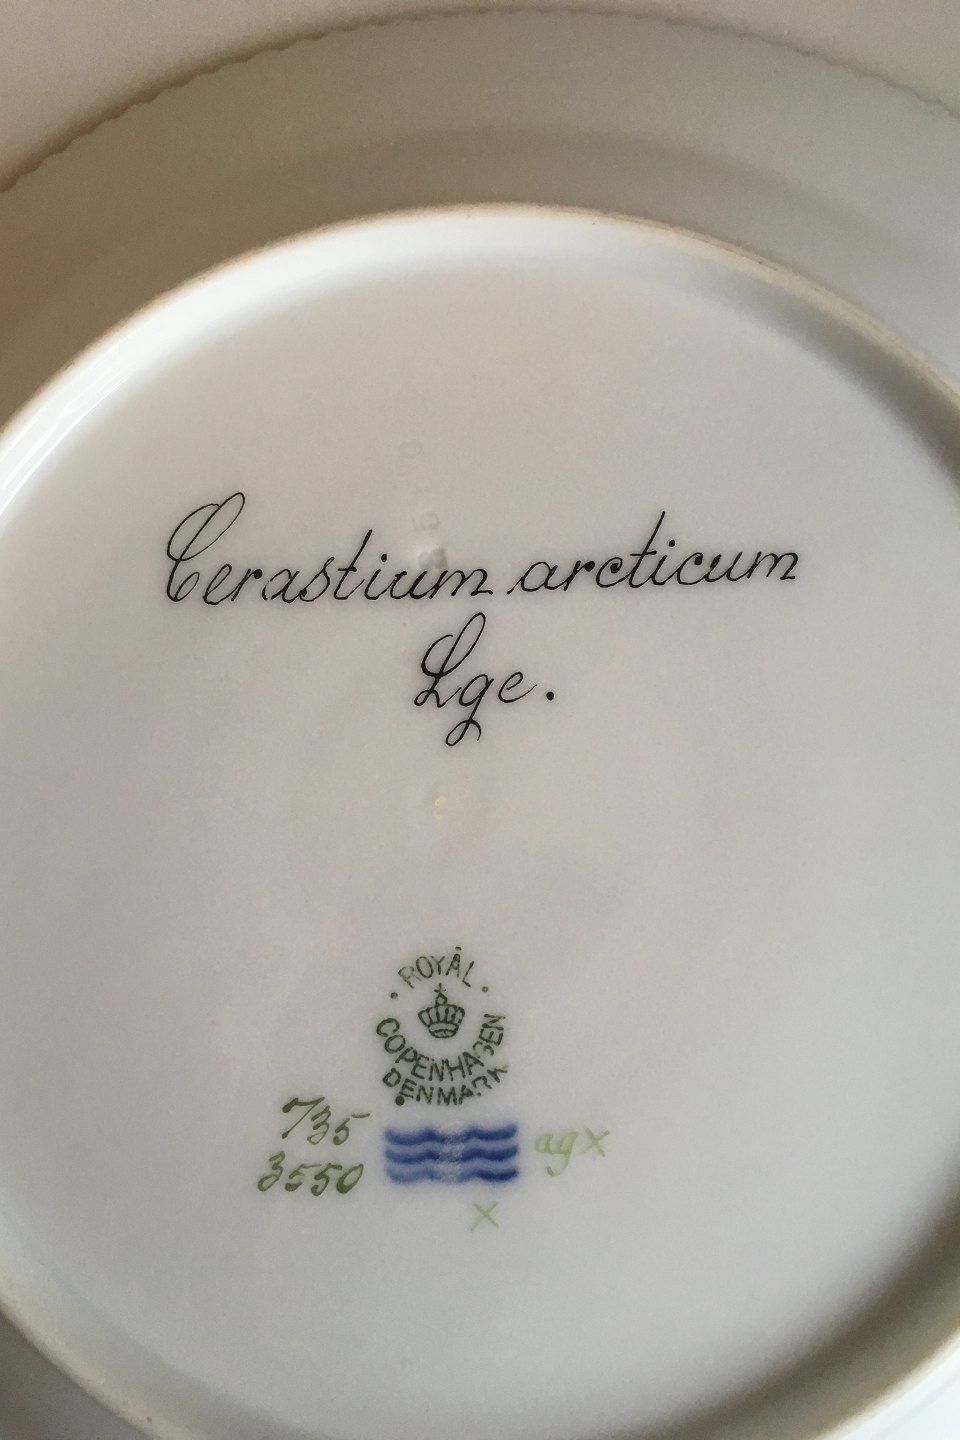 Cerastium arcticum
Lge.
ROYAL
COPENHAGEN
DENMARK
735
3550
agx
x